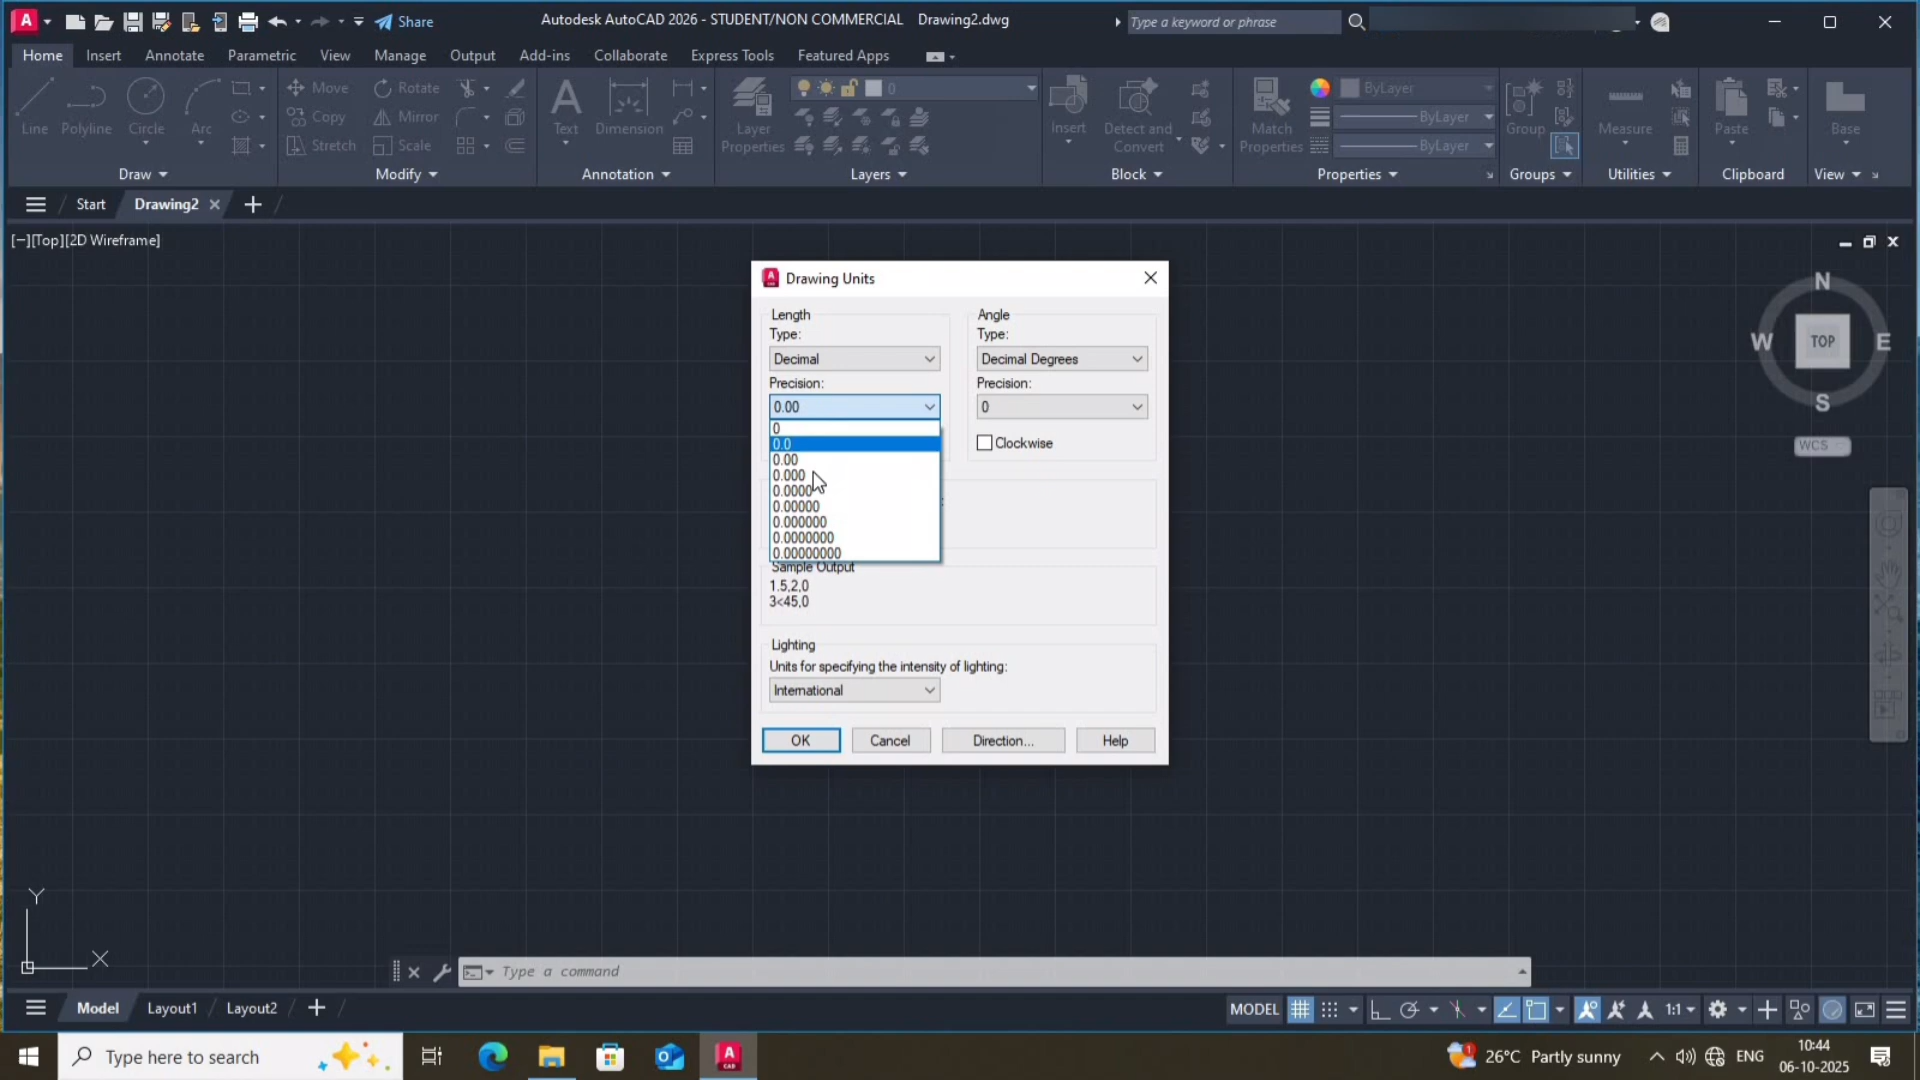 A CAD Share Autodesk AutoCAD 2026 - STUDENT/NON COMMERCIAL Drawing2.dwg Type a keyword or phrase
Home Insert Annotate Parametric View Manage Output Add-ins Collaborate Express Tools Featured Apps
Line Polyline Circle Arc
Move Rotate
Copy Mirror
Stretch Scale
Text Dimension
Layer Properties
0
Insert Detect and Convert
Match Properties
ByLayer
ByLayer
ByLayer
Group Measure Paste Base
Draw Modify Annotation Layers Block Properties Groups Utilities Clipboard View
Start Drawing2
[−][Top][2D Wireframe]
N
W TOP E
S
WCS
Drawing Units
Length Angle
Type: Type:
Decimal Decimal Degrees
Precision: Precision:
0.00 0
0
0.0 Clockwise
0.00
0.000
0.0000
0.00000
0.000000
0.0000000
0.00000000
Sample Output
1.5,2,0
3<45,0
Lighting
Units for specifying the intensity of lighting:
International
OK Cancel Direction... Help
Y
X
Type a command
Model Layout1 Layout2 MODEL 1:1
Type here to search 26°C Partly sunny ENG 10:44
06-10-2025